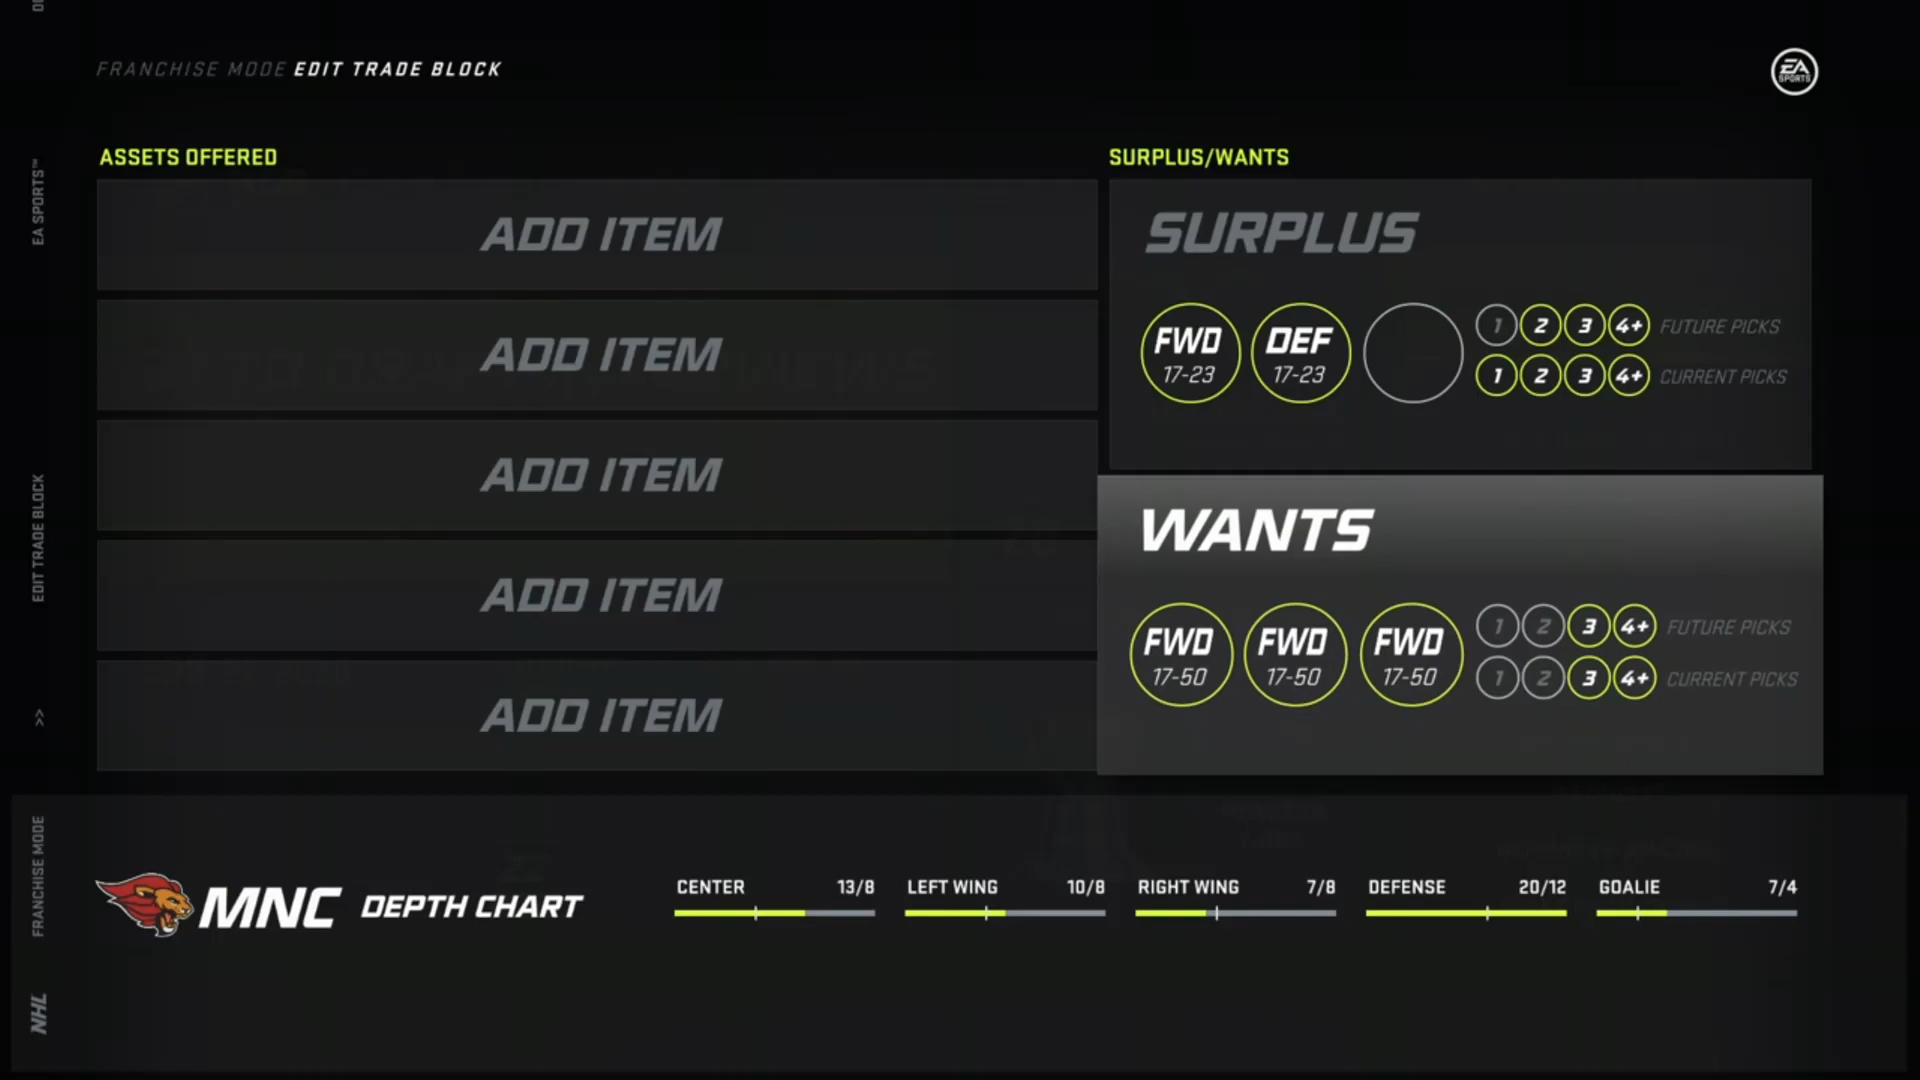 FRANCHISE MODE EDIT TRADE BLOCK
EA SPORTS
ASSETS OFFERED
ADD ITEM
ADD ITEM
ADD ITEM
ADD ITEM
ADD ITEM
SURPLUS/WANTS
SURPLUS
FWD 17-23
DEF 17-23
1 2 3 4+ FUTURE PICKS
1 2 3 4+ CURRENT PICKS
WANTS
FWD 17-50
FWD 17-50
FWD 17-50
1 2 3 4+ FUTURE PICKS
1 2 3 4+ CURRENT PICKS
MNC DEPTH CHART
CENTER 13/8
LEFT WING 10/8
RIGHT WING 7/8
DEFENSE 20/12
GOALIE 7/4
EA SPORTS™
EDIT TRADE BLOCK
>>
FRANCHISE MODE
NHL